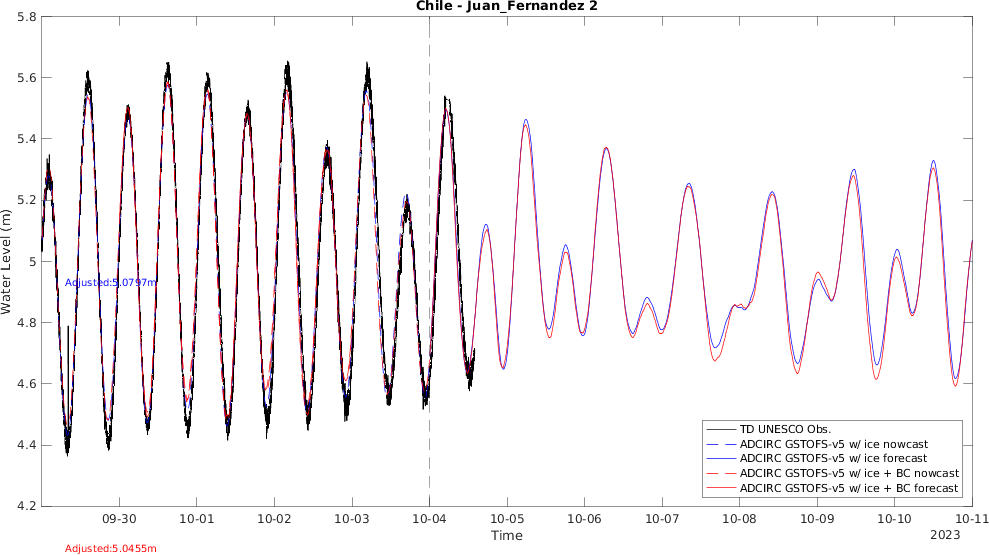 Chile - Juan_Fernandez 2
5.8
5.6
5.4
5.2
5
4.8
4.6
4.4
4.2
Water Level (m)
Adjusted:5.0797m
TD UNESCO Obs.
ADCIRC GSTOFS-v5 w/ ice nowcast
ADCIRC GSTOFS-v5 w/ ice forecast
ADCIRC GSTOFS-v5 w/ ice + BC nowcast
ADCIRC GSTOFS-v5 w/ ice + BC forecast
09-30 10-01 10-02 10-03 10-04 10-05 10-06 10-07 10-08 10-09 10-10 10-11
Time
2023
Adjusted:5.0455m